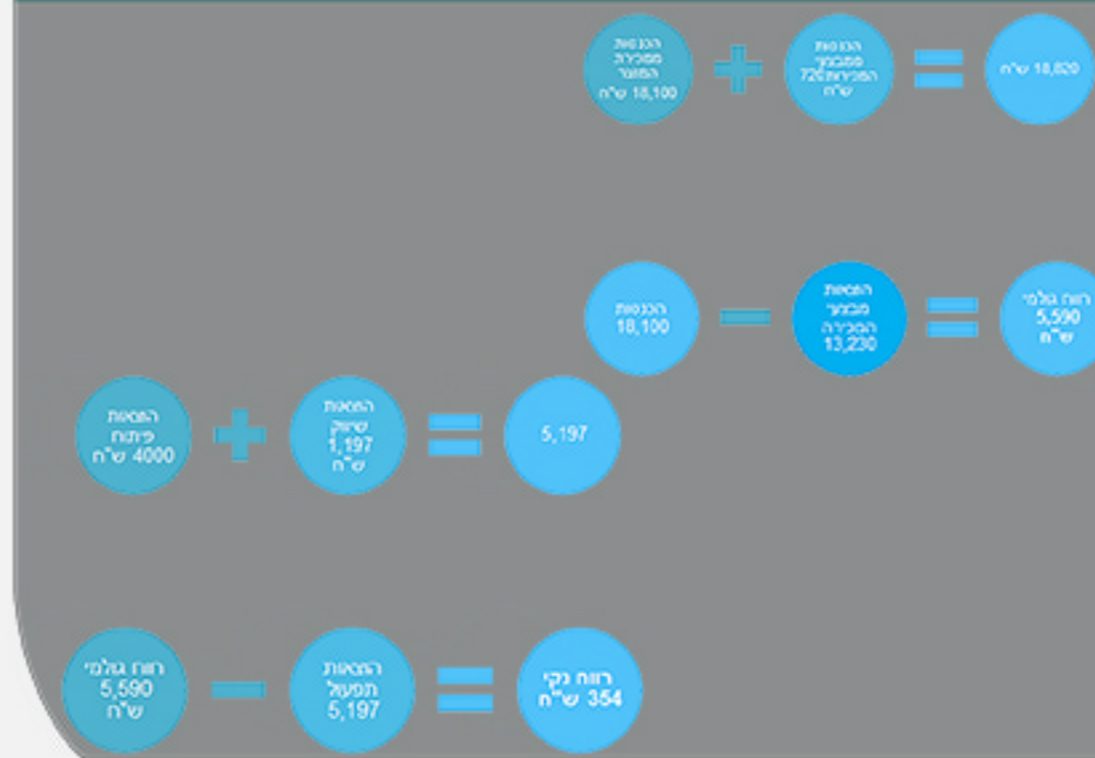 הכנסות
ממכירת
המוצר
18,100 ש"ח
הכנסות
ממבצעי
המכירות 720
ש"ח
18,820 ש"ח
הכנסות
18,100
הוצאות
מבצעי
המכירה
13,230
רווח גולמי
5,590
ש"ח
הוצאות
פיתוח
4000 ש"ח
הוצאות
שיווק
1,197
ש"ח
5,197
רווח גולמי
5,590
ש"ח
הוצאות
תפעול
5,197
רווח נקי
354 ש"ח